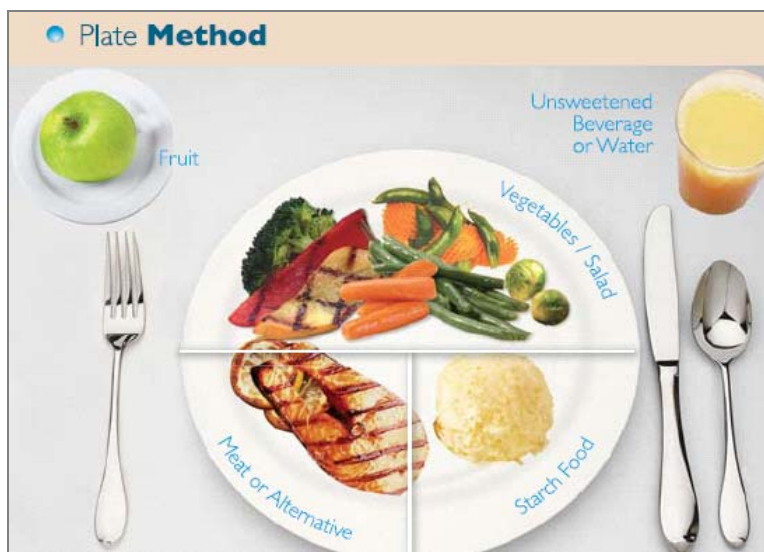 Plate Method
Fruit
Unsweetened
Beverage
or Water
Vegetables / Salad
Meat or Alternative
Starch Food